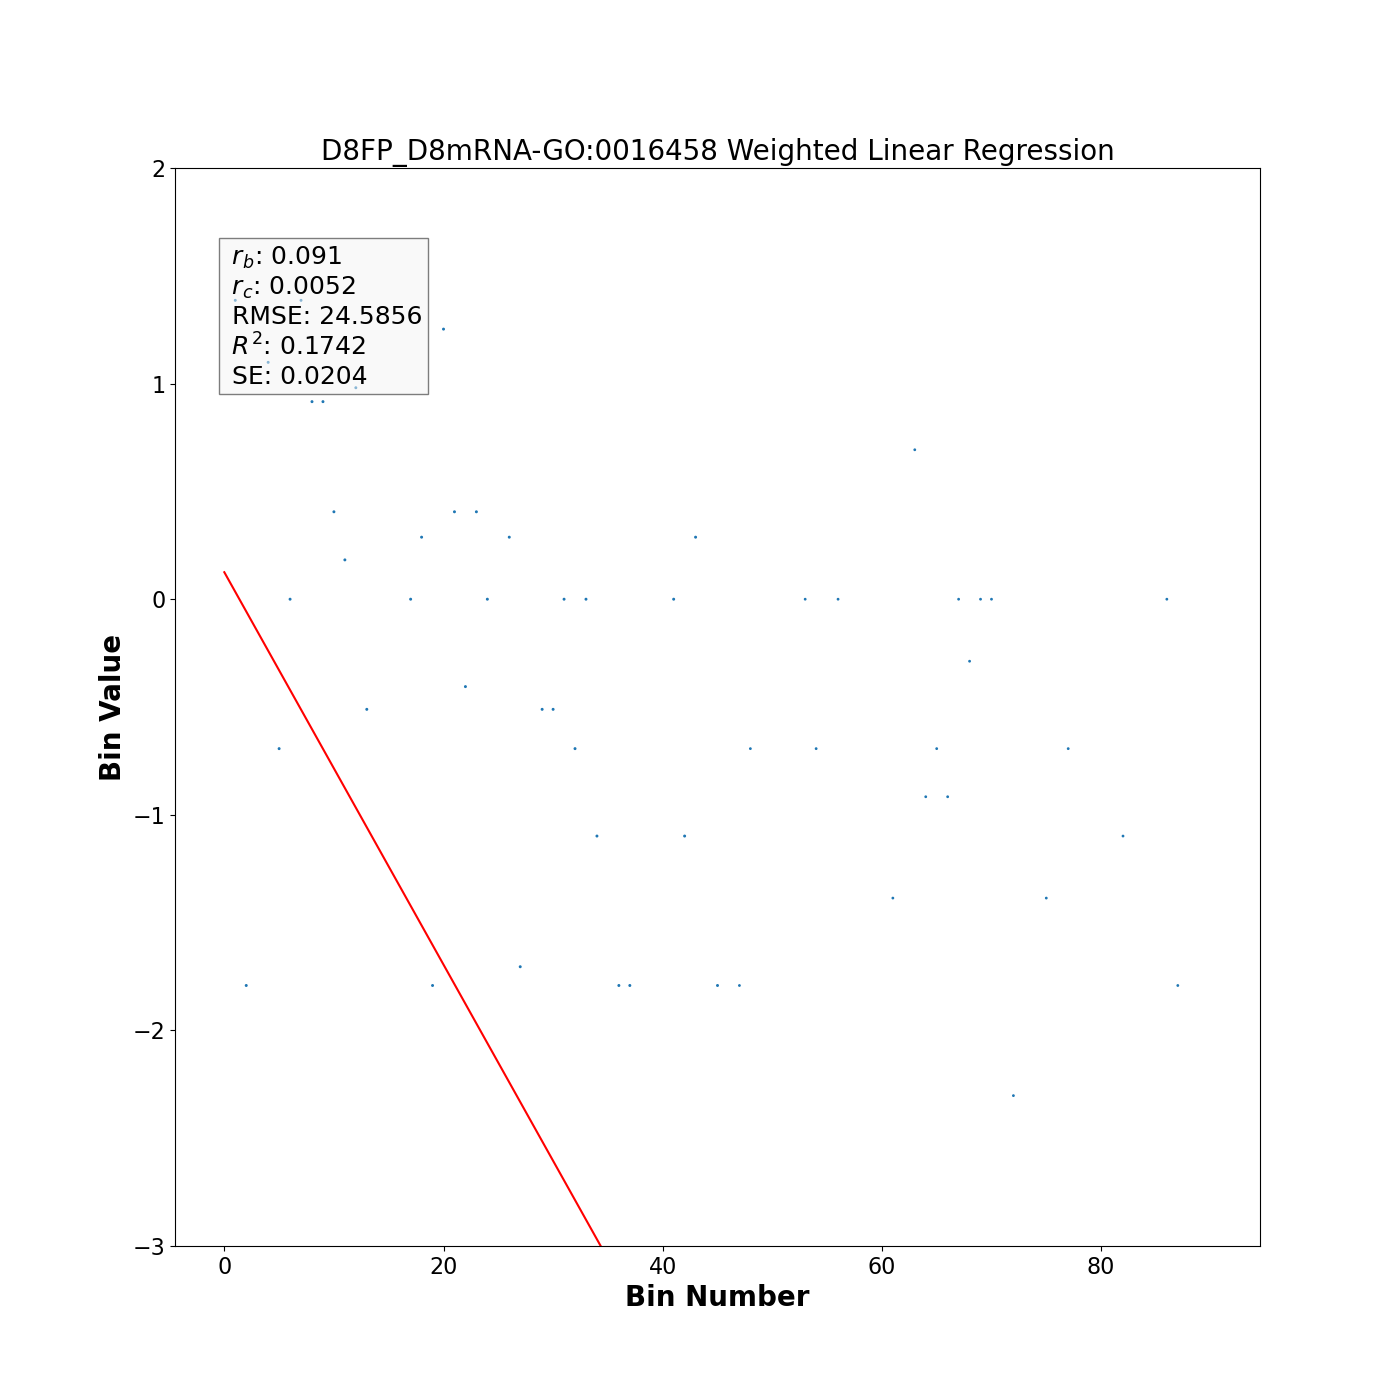 D8FP_D8mRNA-GO:0016458 Weighted Linear Regression
2
r_b: 0.091
r_c: 0.0052
RMSE: 24.5856
R²: 0.1742
SE: 0.0204
1
0
−1
−2
−3
Bin Value
0 20 40 60 80
Bin Number